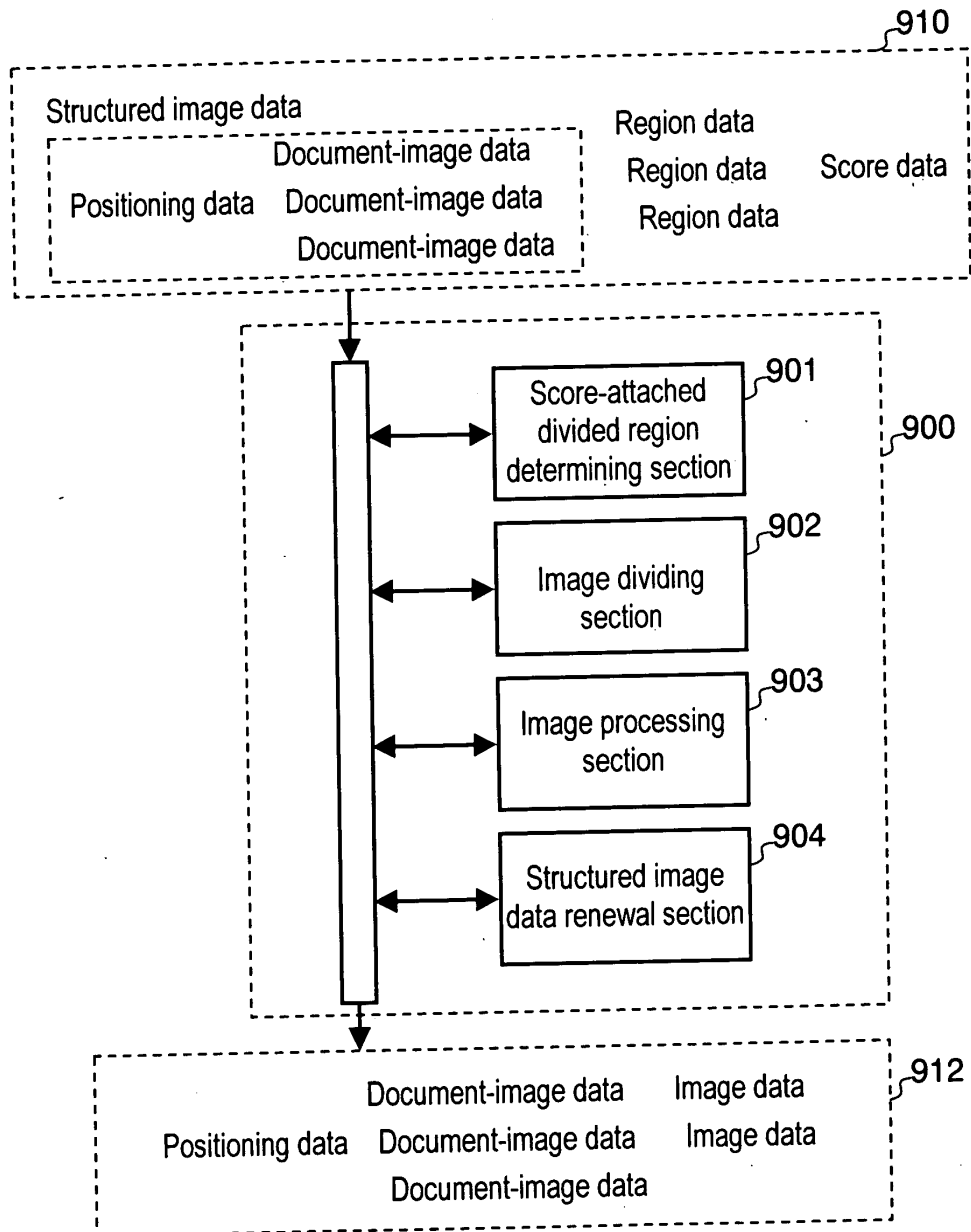 910
Structured image data
Document-image data
Positioning data Document-image data
Document-image data
Region data
Region data Score data
Region data
901
Score-attached
divided region
determining section
900
902
Image dividing
section
903
Image processing
section
904
Structured image
data renewal section
912
Document-image data Image data
Positioning data Document-image data Image data
Document-image data